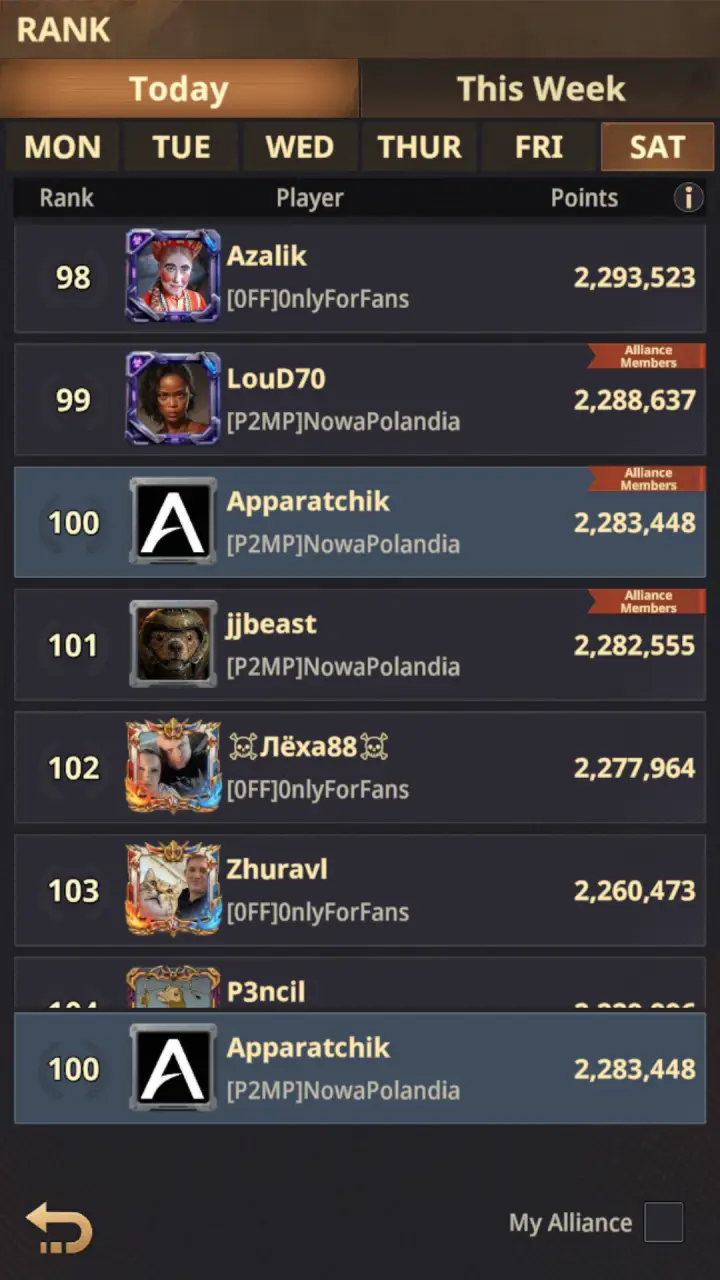 RANK
Today
This Week
MON
TUE
WED
THUR
FRI
SAT
Rank
Player
Points
98
Azalik
[0FF]0nlyForFans
2,293,523
99
LouD70
[P2MP]NowaPolandia
Alliance
Members
2,288,637
100
Apparatchik
[P2MP]NowaPolandia
Alliance
Members
2,283,448
101
jjbeast
[P2MP]NowaPolandia
Alliance
Members
2,282,555
102
☠Лёха88☠
[0FF]0nlyForFans
2,277,964
103
Zhuravl
[0FF]0nlyForFans
2,260,473
P3ncil
100
Apparatchik
[P2MP]NowaPolandia
2,283,448
My Alliance